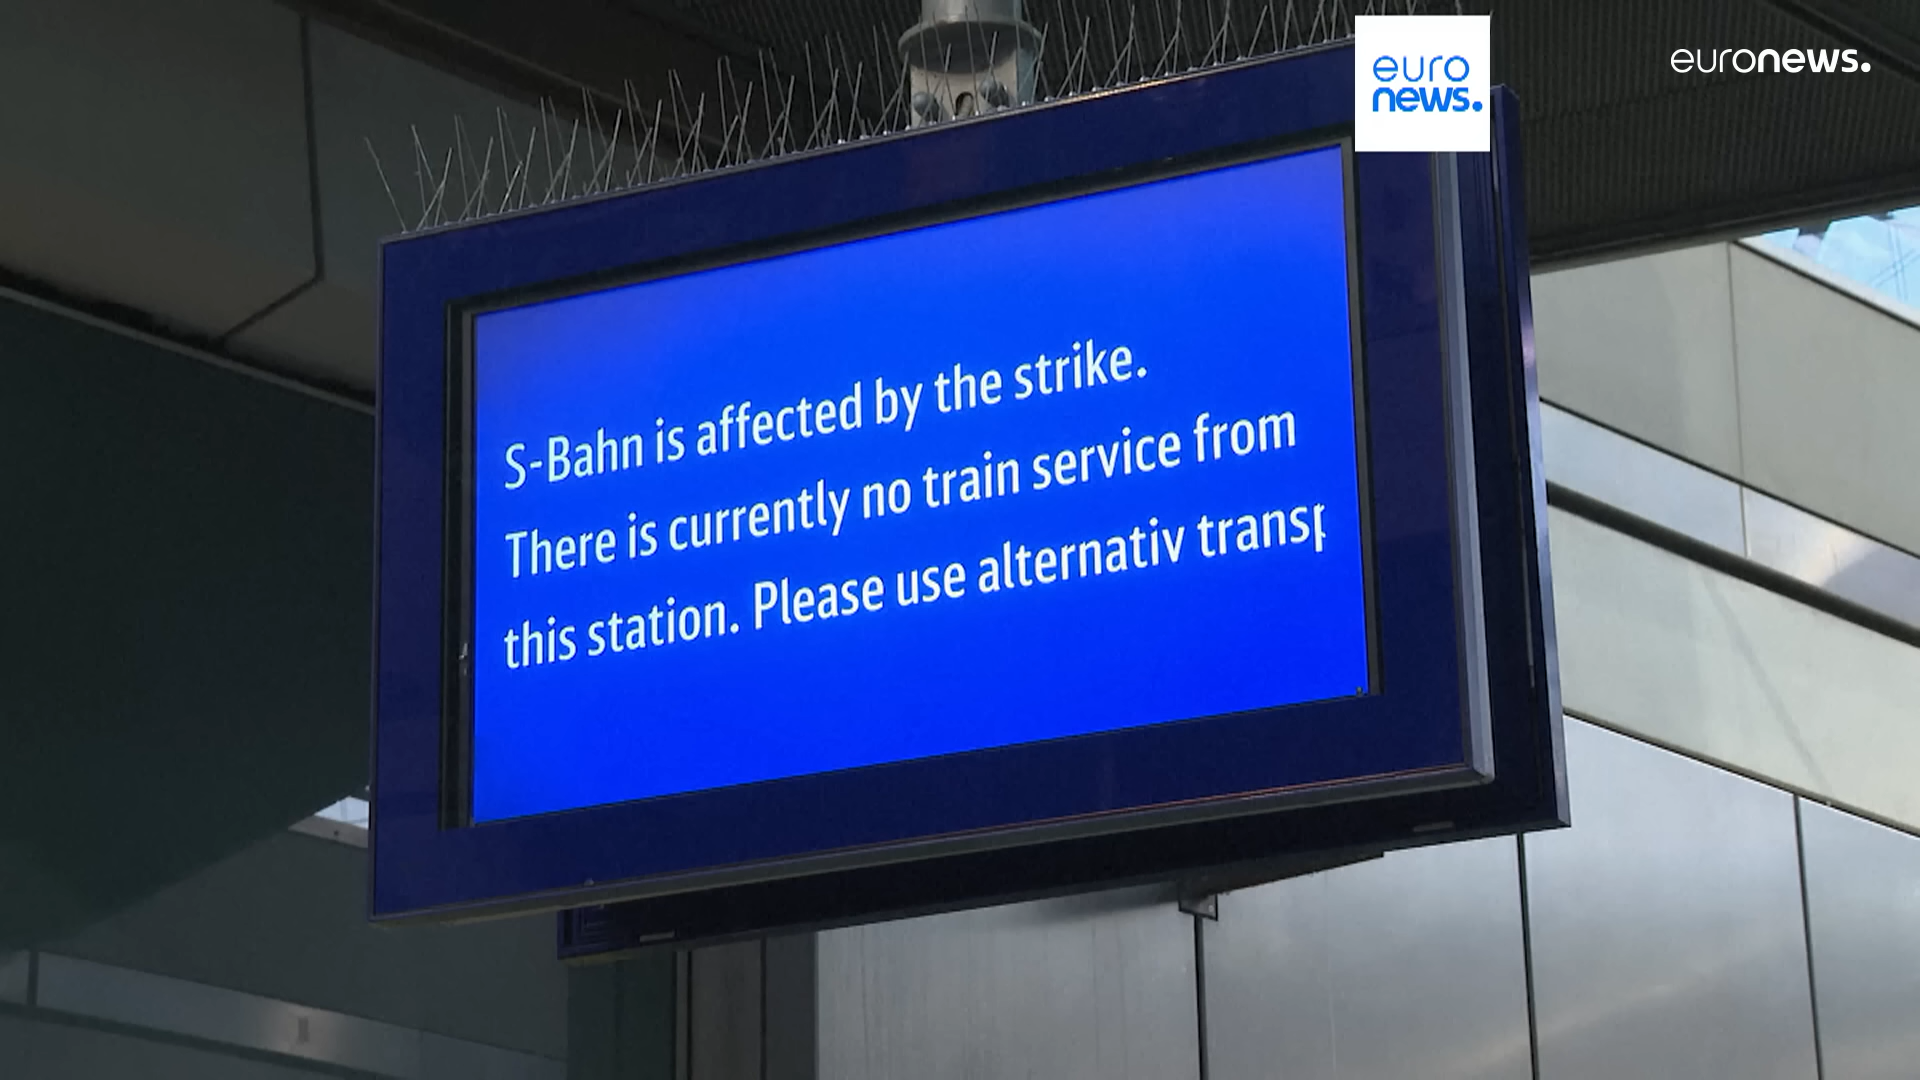 euro
news.
euronews.
S-Bahn is affected by the strike.
There is currently no train service from
this station. Please use alternativ transp